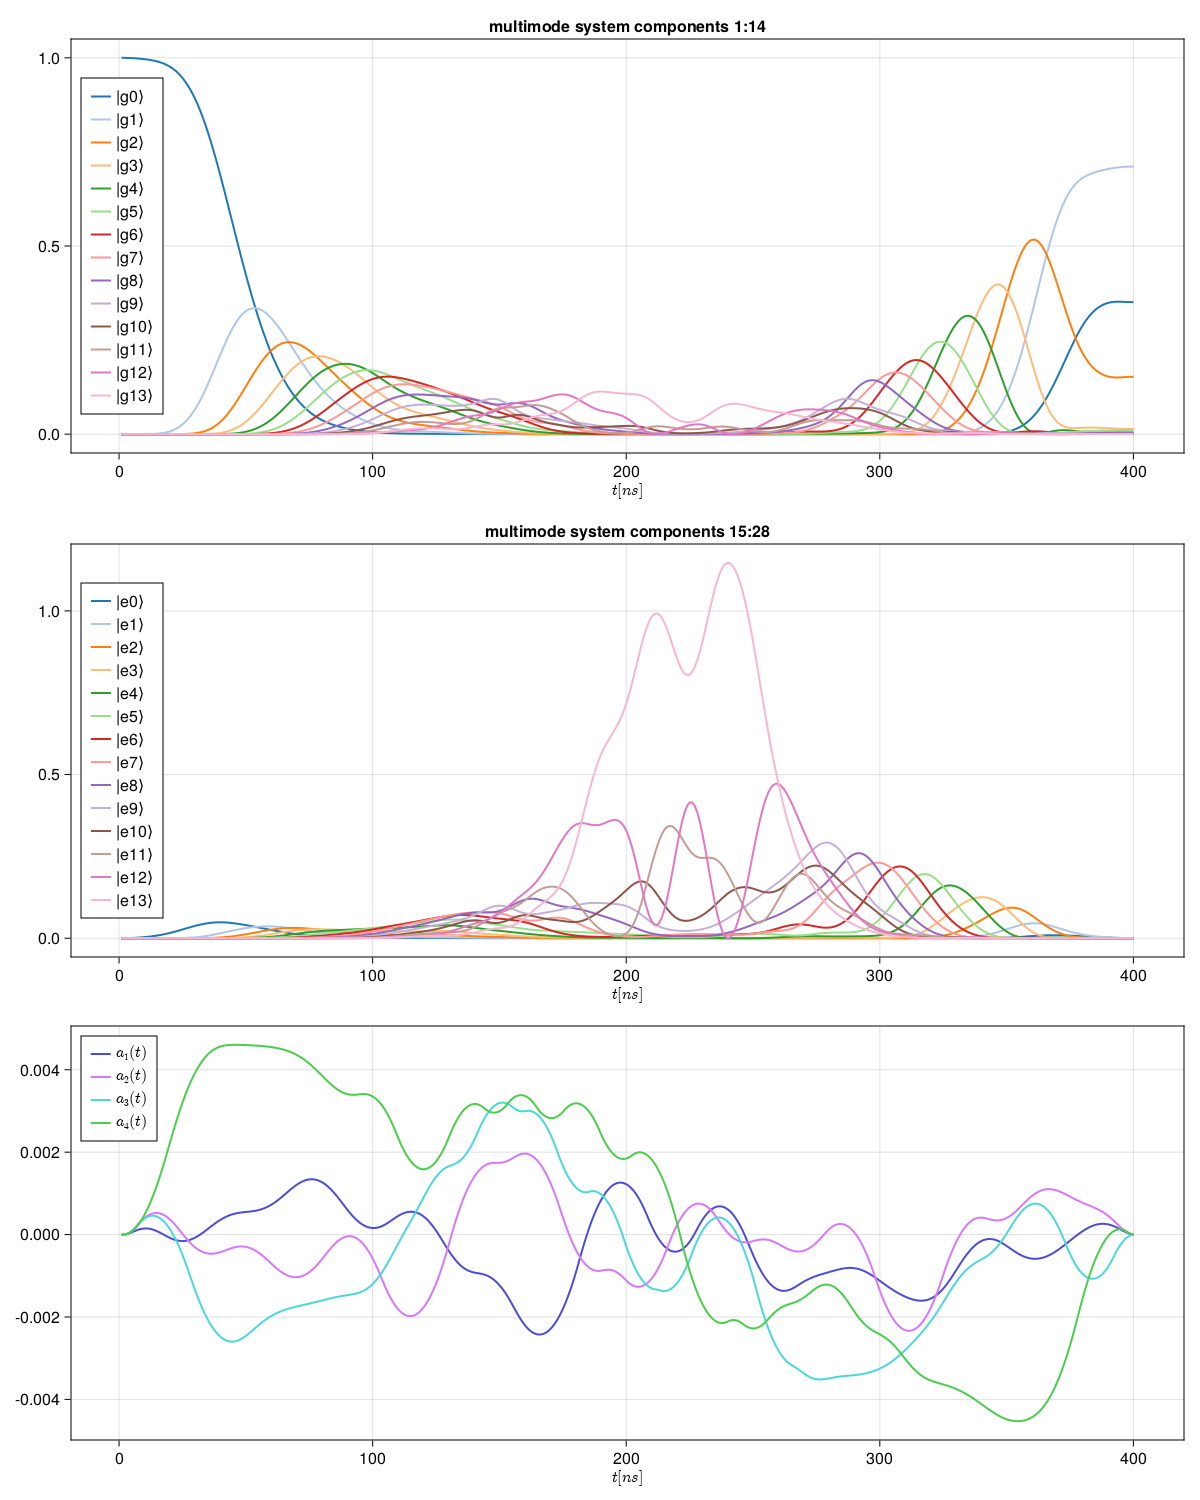 multimode system components 1:14
1.0
0.5
0.0
|g0⟩
|g1⟩
|g2⟩
|g3⟩
|g4⟩
|g5⟩
|g6⟩
|g7⟩
|g8⟩
|g9⟩
|g10⟩
|g11⟩
|g12⟩
|g13⟩
0 100 200 300 400
t[ns]
multimode system components 15:28
1.0
0.5
0.0
|e0⟩
|e1⟩
|e2⟩
|e3⟩
|e4⟩
|e5⟩
|e6⟩
|e7⟩
|e8⟩
|e9⟩
|e10⟩
|e11⟩
|e12⟩
|e13⟩
0 100 200 300 400
t[ns]
0.004
0.002
0.000
-0.002
-0.004
a₁(t)
a₂(t)
a₃(t)
a₄(t)
0 100 200 300 400
t[ns]